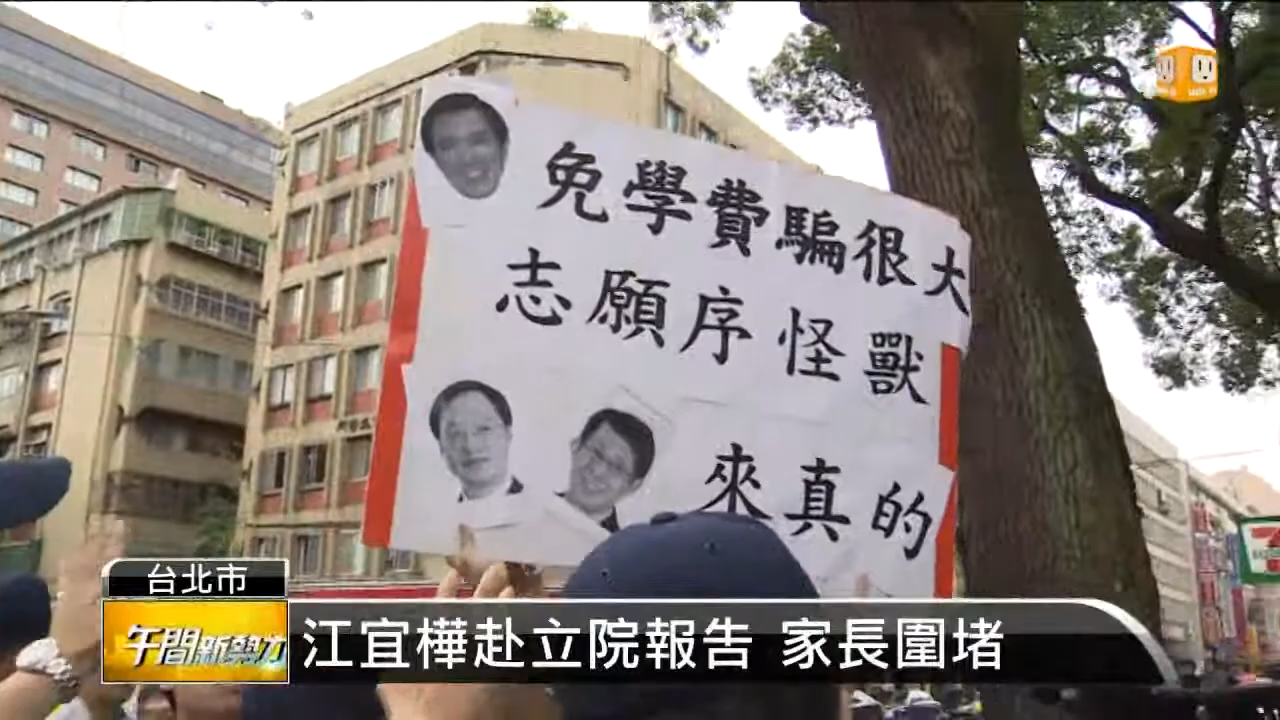 免學費騙很大
志願序怪獸
來真的
台北市
午間新勢力
江宜樺赴立院報告 家長圍堵